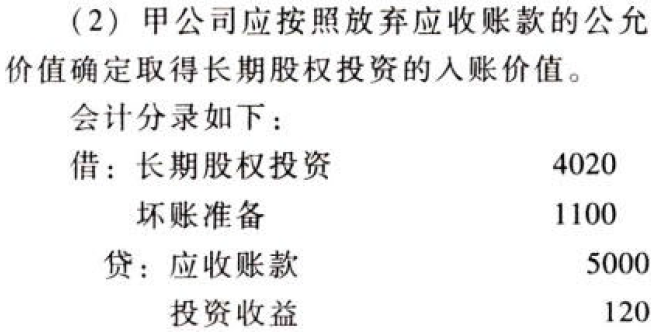 （2）甲公司应按照放弃应收账款的公允
价值确定取得长期股权投资的入账价值。
会计分录如下：
借：长期股权投资 4020
坏账准备 1100
贷：应收账款 5000
投资收益 120